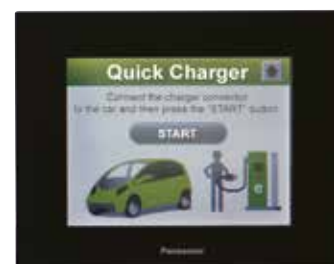 Quick Charger
Connect the charger connector
to the car and then press the "START" button
START
e
Panasonic